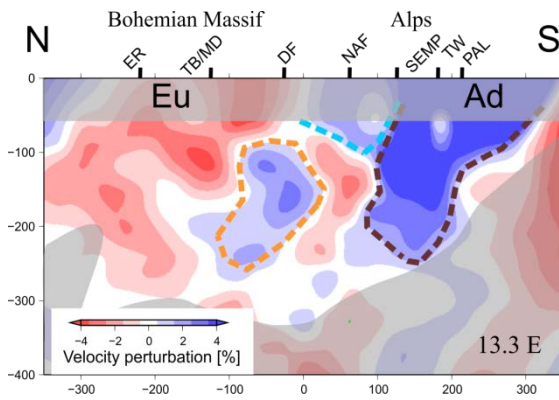 Bohemian Massif Alps
N S
ER TB/MD DF NAF SEMP TW PAL
0
Eu Ad
−100
−200
−300
−4 −2 0 2 4
Velocity perturbation [%]
13.3 E
−400
−300 −200 −100 0 100 200 300